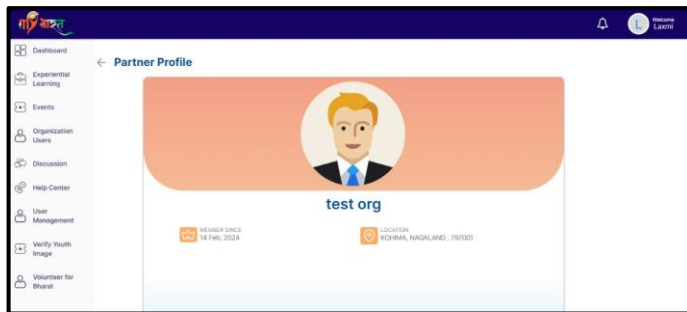 भारत
Welcome
L
Laxmi
Dashboard
← Partner Profile
Experiential
Learning
Events
Organization
Users
Discussion
Help Center
User
Management
Verify Youth
Image
Volunteer for
Bharat
test org
MEMBER SINCE
14 Feb, 2024
LOCATION
KOHIMA, NAGALAND , 797001